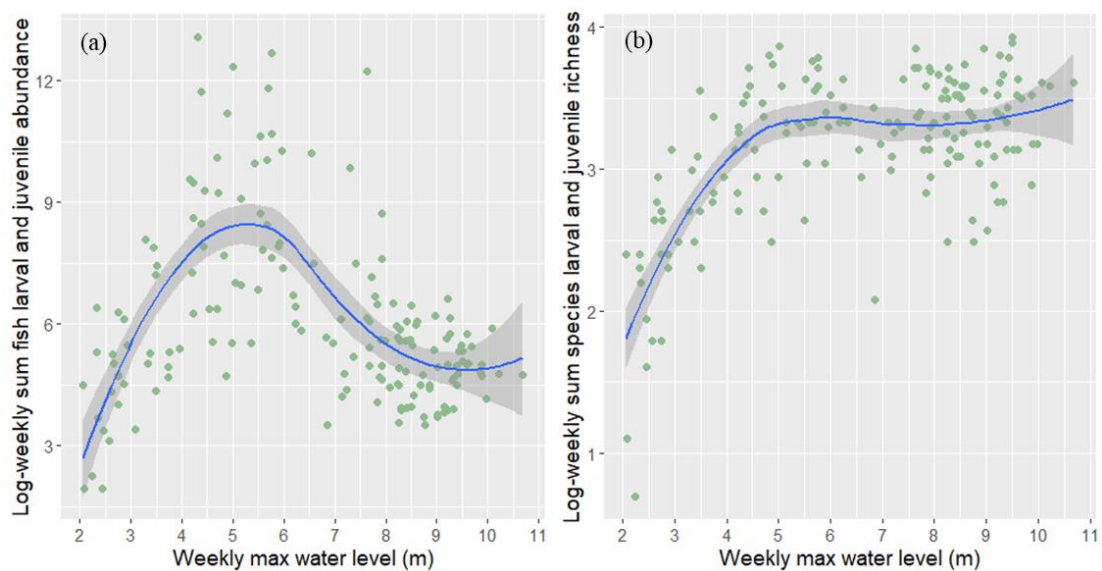 (a)
Log-weekly sum fish larval and juvenile abundance
12
9
6
3
2 3 4 5 6 7 8 9 10 11
Weekly max water level (m)
(b)
Log-weekly sum species larval and juvenile richness
4
3
2
1
2 3 4 5 6 7 8 9 10 11
Weekly max water level (m)